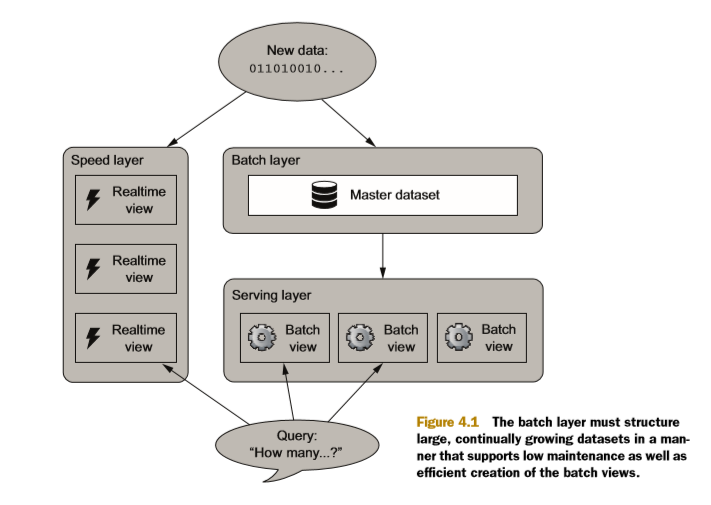 New data:
011010010...
Speed layer
Realtime
view
Realtime
view
Realtime
view
Batch layer
Master dataset
Serving layer
Batch
view
Batch
view
Batch
view
Query:
“How many...?”
Figure 4.1 The batch layer must structure
large, continually growing datasets in a man-
ner that supports low maintenance as well as
efficient creation of the batch views.